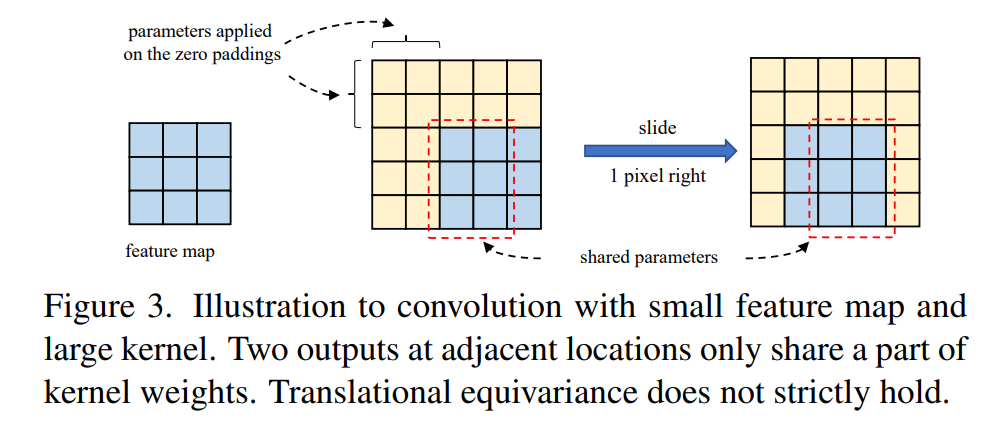 parameters applied
on the zero paddings
slide
1 pixel right
feature map
shared parameters
Figure 3. Illustration to convolution with small feature map and
large kernel. Two outputs at adjacent locations only share a part of
kernel weights. Translational equivariance does not strictly hold.